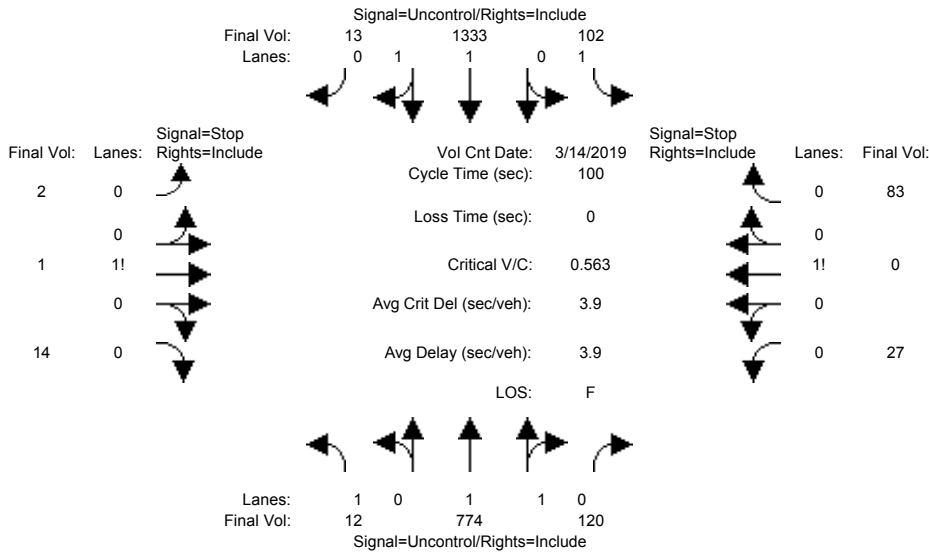 Signal=Uncontrol/Rights=Include
Final Vol: 13 1333 102
Lanes: 0 1 1 0 1
Signal=Stop Signal=Stop
Final Vol: Lanes: Rights=Include Vol Cnt Date: 3/14/2019 Rights=Include Lanes: Final Vol:
Cycle Time (sec): 100
2 0 0 83
Loss Time (sec): 0
0 0
1 1! Critical V/C: 0.563 1! 0
0 Avg Crit Del (sec/veh): 3.9 0
14 0 Avg Delay (sec/veh): 3.9 0 27
LOS: F
Lanes: 1 0 1 1 0
Final Vol: 12 774 120
Signal=Uncontrol/Rights=Include